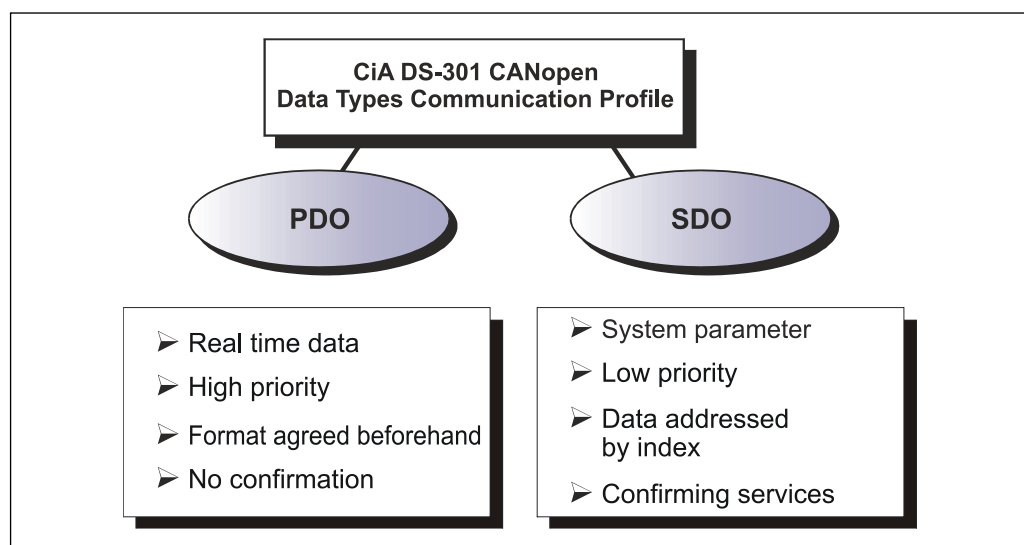 CiA DS-301 CANopen
Data Types Communication Profile
PDO
SDO
Real time data
High priority
Format agreed beforehand
No confirmation
System parameter
Low priority
Data addressed
by index
Confirming services